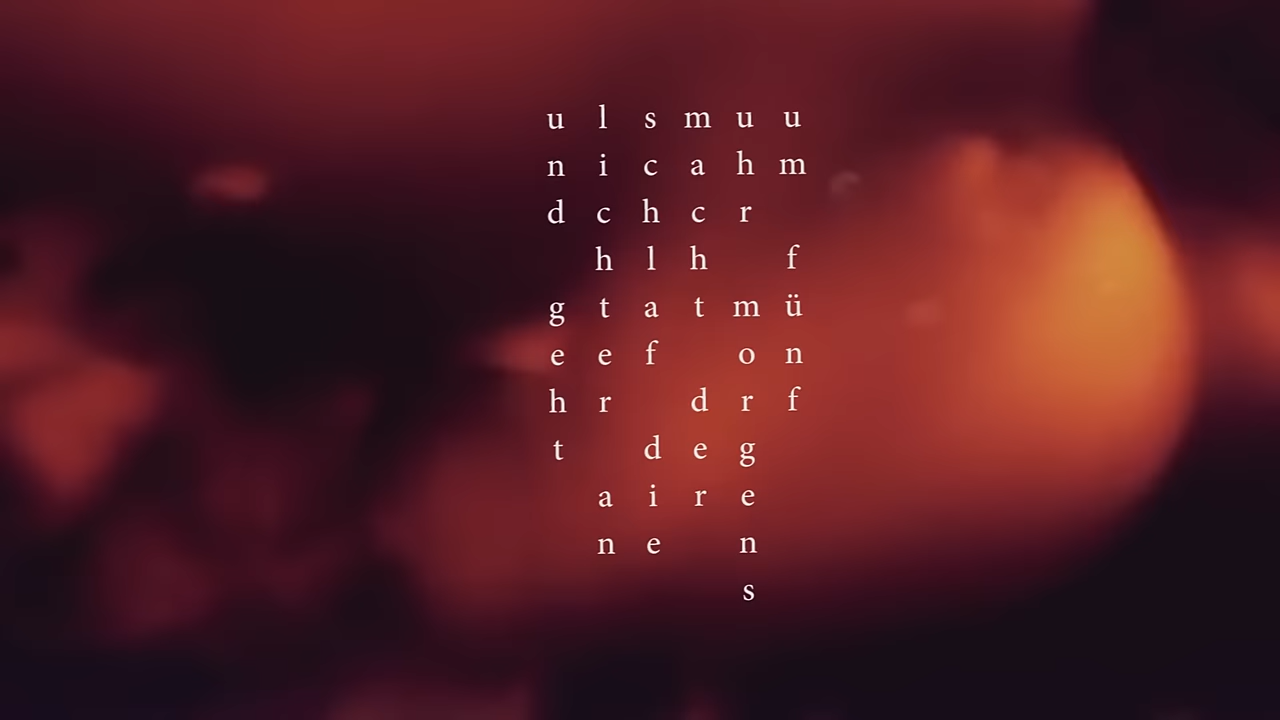 um fünf
uhr morgens
macht der
schlaf die
lichter an
und geht